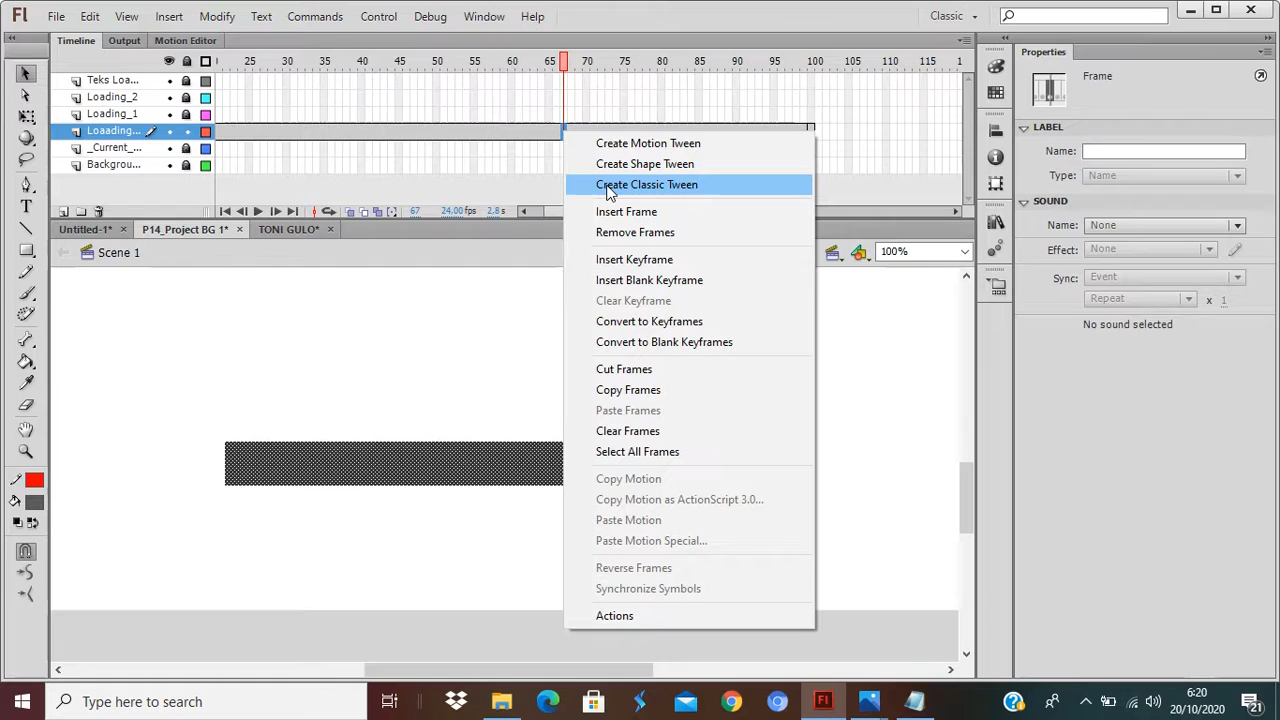 Fl File Edit View Insert Modify Text Commands Control Debug Window Help Classic
Timeline Output Motion Editor
25 30 35 40 45 50 55 60 65 70 75 80 85 90 95 100 105 110 115 1
Teks Loa...
Loading_2
Loading_1
Loaading...
_Current_...
Backgrou...
67 24.00 fps 2.8 s
Untitled-1* × P14_Project BG 1* × TONI GULO* ×
Scene 1 100%
Create Motion Tween
Create Shape Tween
Create Classic Tween
Insert Frame
Remove Frames
Insert Keyframe
Insert Blank Keyframe
Clear Keyframe
Convert to Keyframes
Convert to Blank Keyframes
Cut Frames
Copy Frames
Paste Frames
Clear Frames
Select All Frames
Copy Motion
Copy Motion as ActionScript 3.0...
Paste Motion
Paste Motion Special...
Reverse Frames
Synchronize Symbols
Actions
Properties
Frame
LABEL
Name:
Type: Name
SOUND
Name: None
Effect: None
Sync: Event
Repeat x 1
No sound selected
Type here to search
Fl
6:20
20/10/2020
21